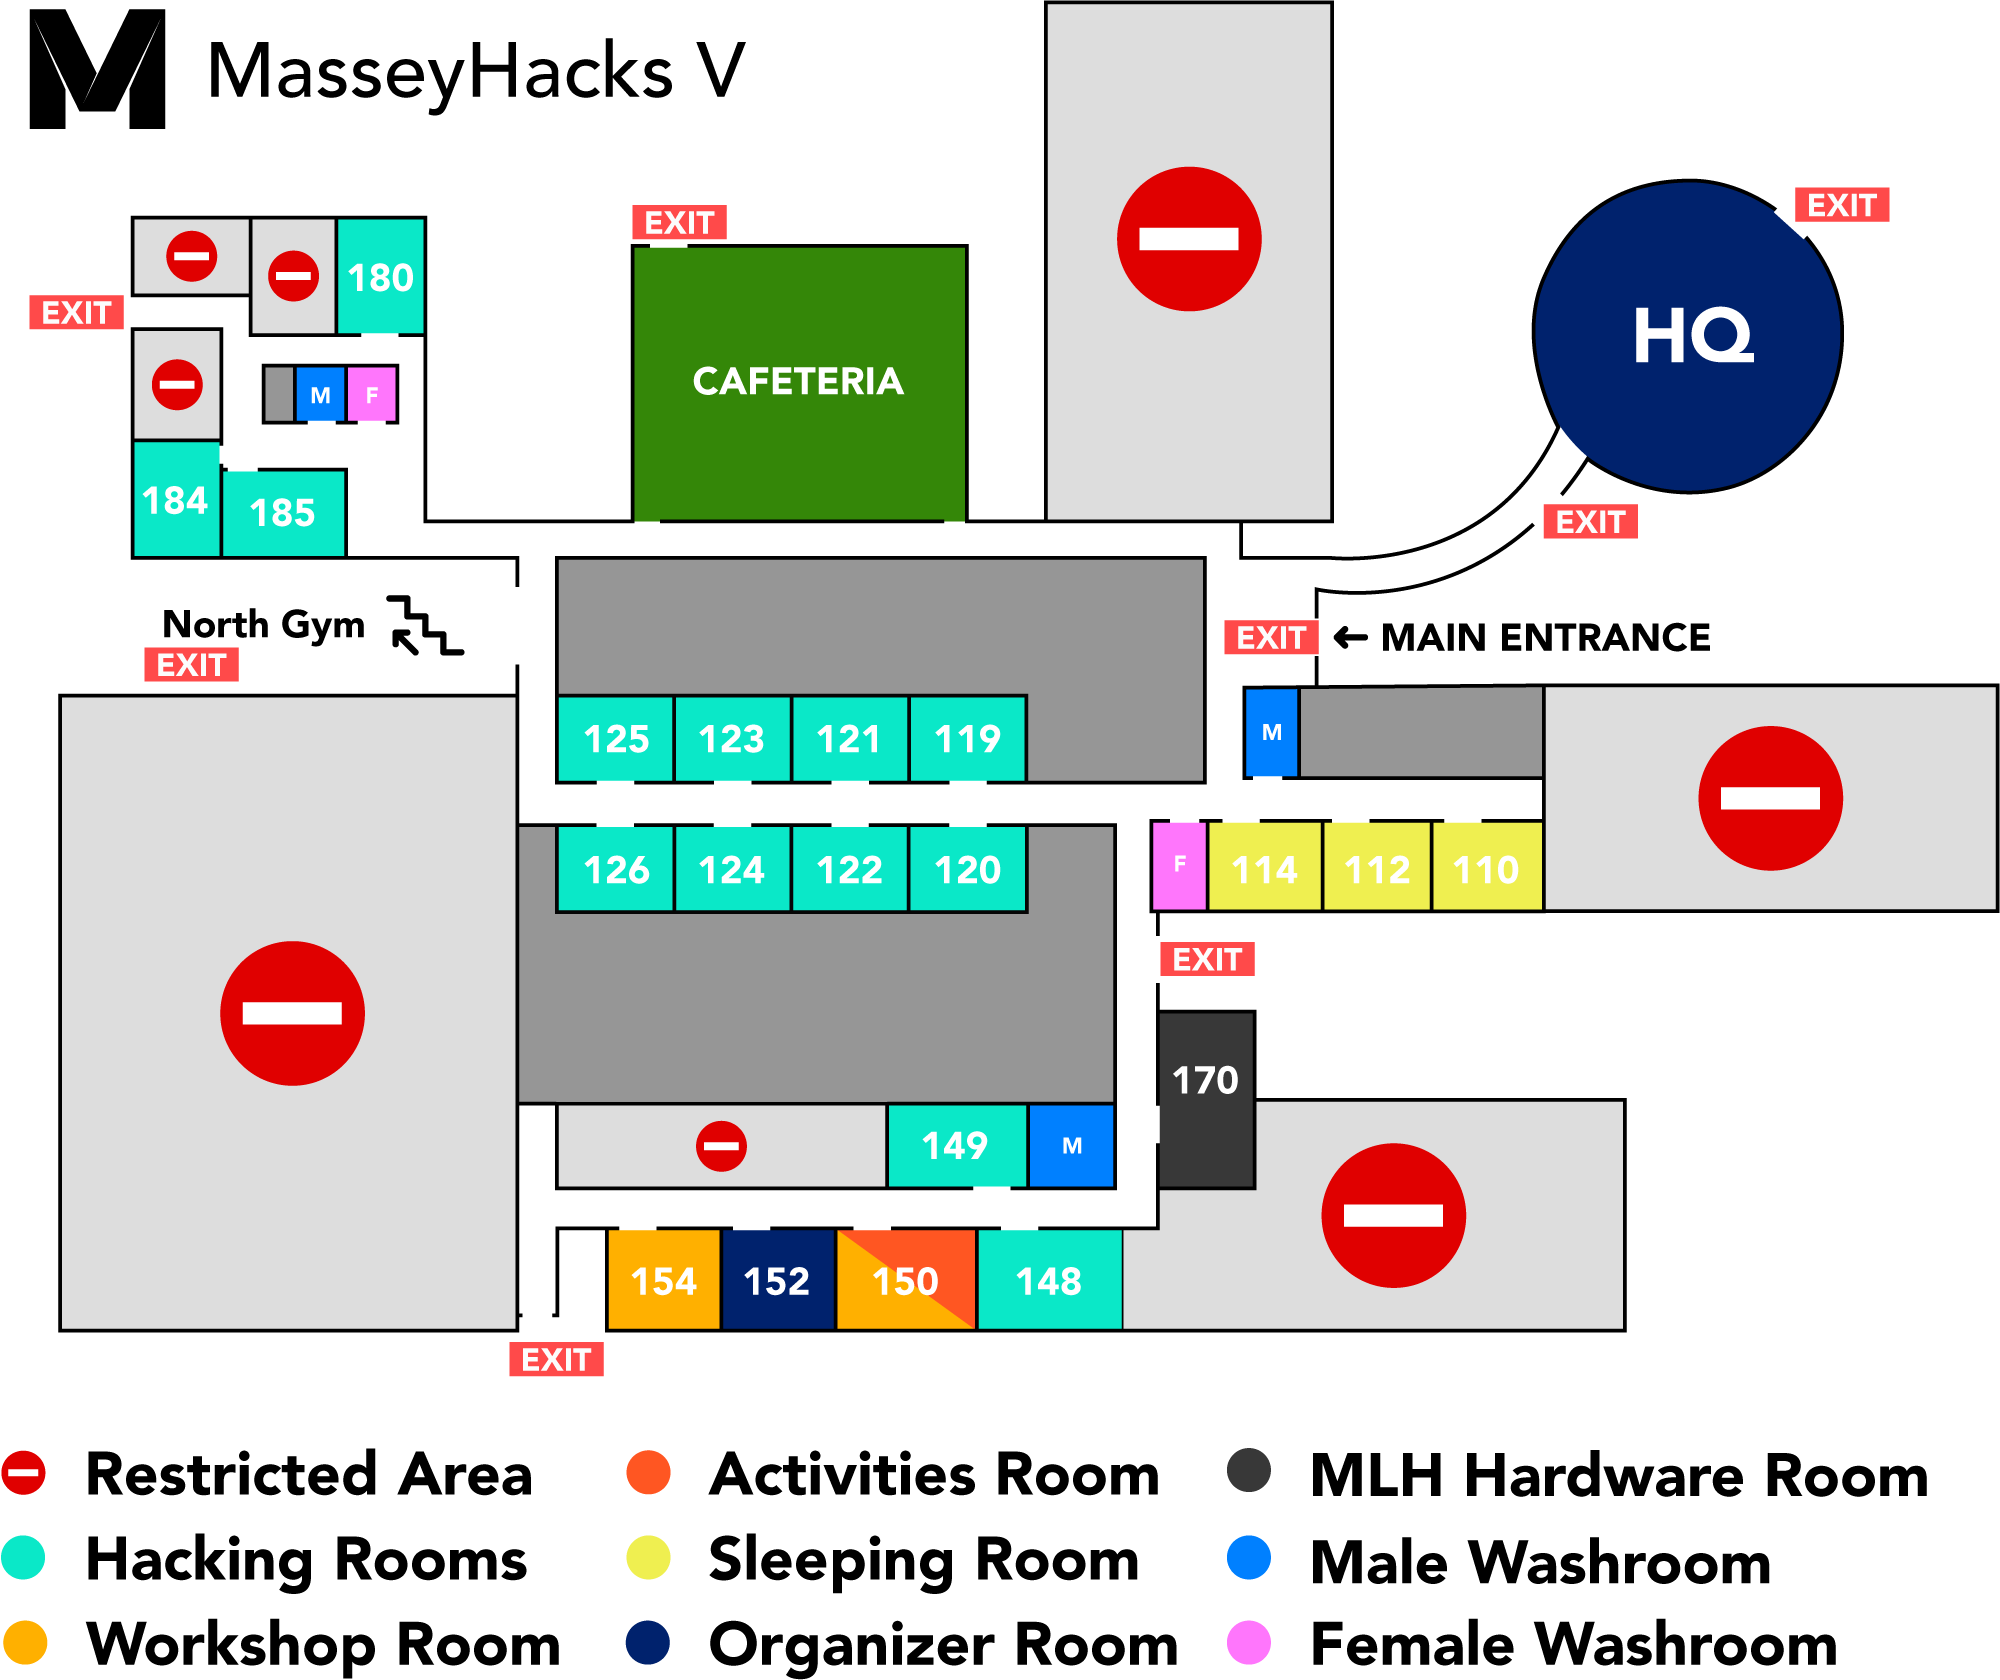 MasseyHacks V
EXIT
EXIT
EXIT
180
HQ
CAFETERIA
M F
184 185
EXIT
North Gym
EXIT
EXIT ← MAIN ENTRANCE
125 123 121 119
M
126 124 122 120
F 114 112 110
EXIT
170
149 M
154 152 150 148
EXIT
Restricted Area
Activities Room
MLH Hardware Room
Hacking Rooms
Sleeping Room
Male Washroom
Workshop Room
Organizer Room
Female Washroom